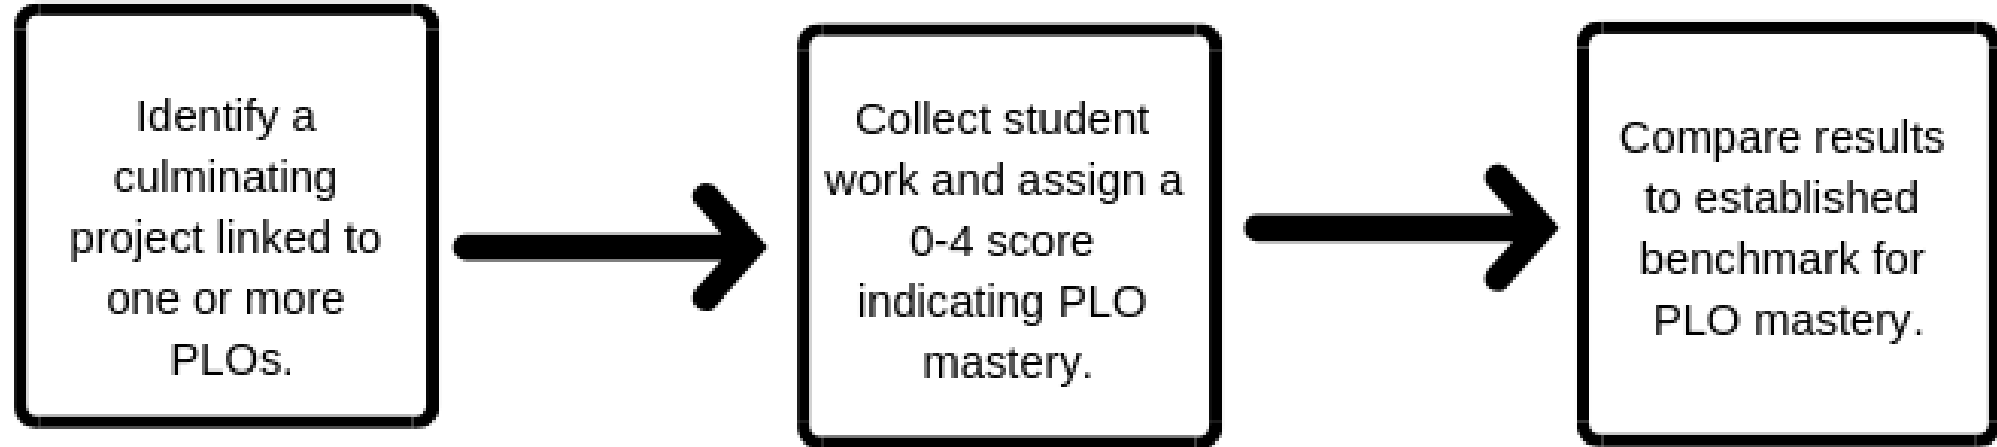 Identify a
culminating
project linked to
one or more
PLOs.
Collect student
work and assign a
0-4 score
indicating PLO
mastery.
Compare results
to established
benchmark for
PLO mastery.